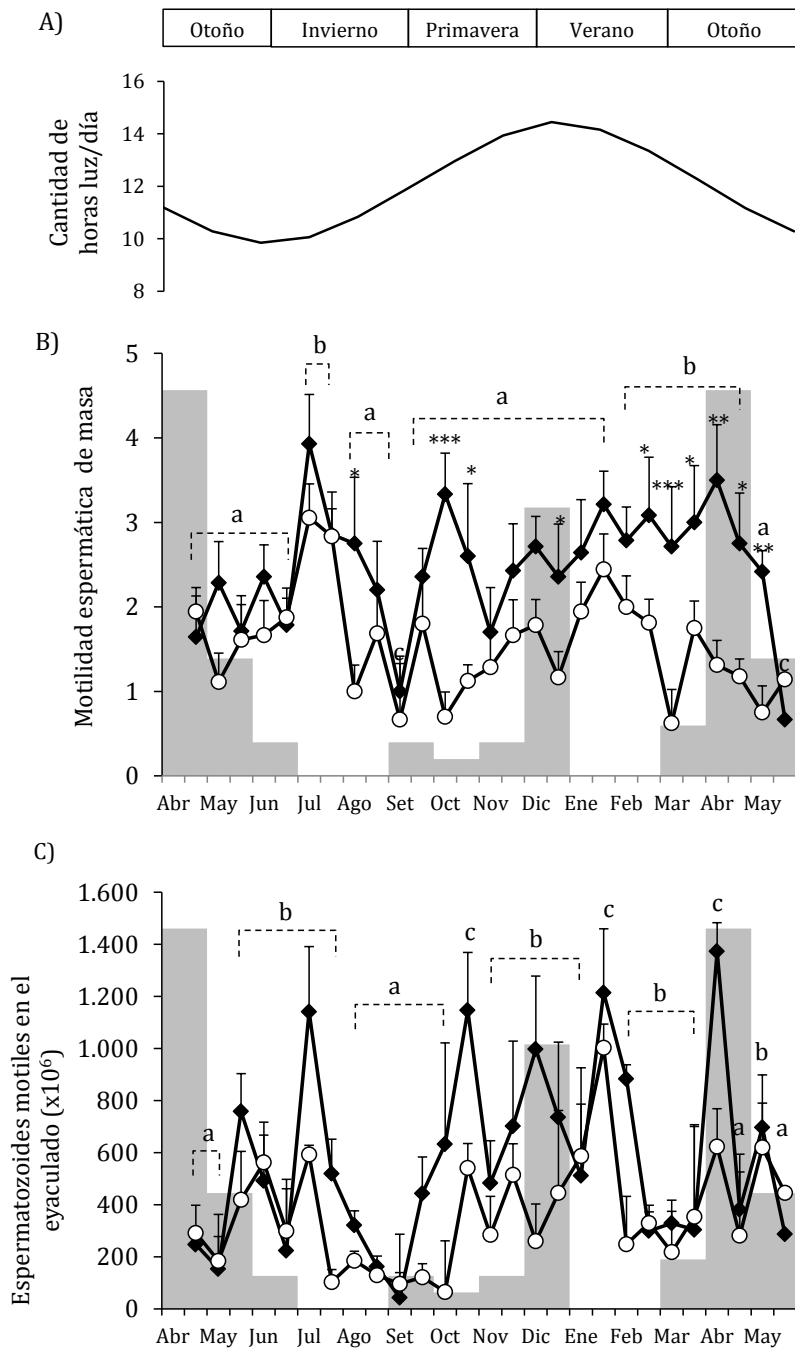 A)
Otoño Invierno Primavera Verano Otoño
16
14
12
10
8
Cantidad de
horas luz/día
B)
5
4
3
2
1
0
Motilidad espermática de masa
a
b
a
*
c
a
***
*
*
b
*
***
*
**
*
a
**
c
Abr May Jun Jul Ago Set Oct Nov Dic Ene Feb Mar Abr May
C)
1.600
1.400
1.200
1.000
800
600
400
200
0
Espermatozoides motiles en el
eyaculado (x10⁶)
a
b
a
c
b
c
b
c
a
b
a
Abr May Jun Jul Ago Set Oct Nov Dic Ene Feb Mar Abr May